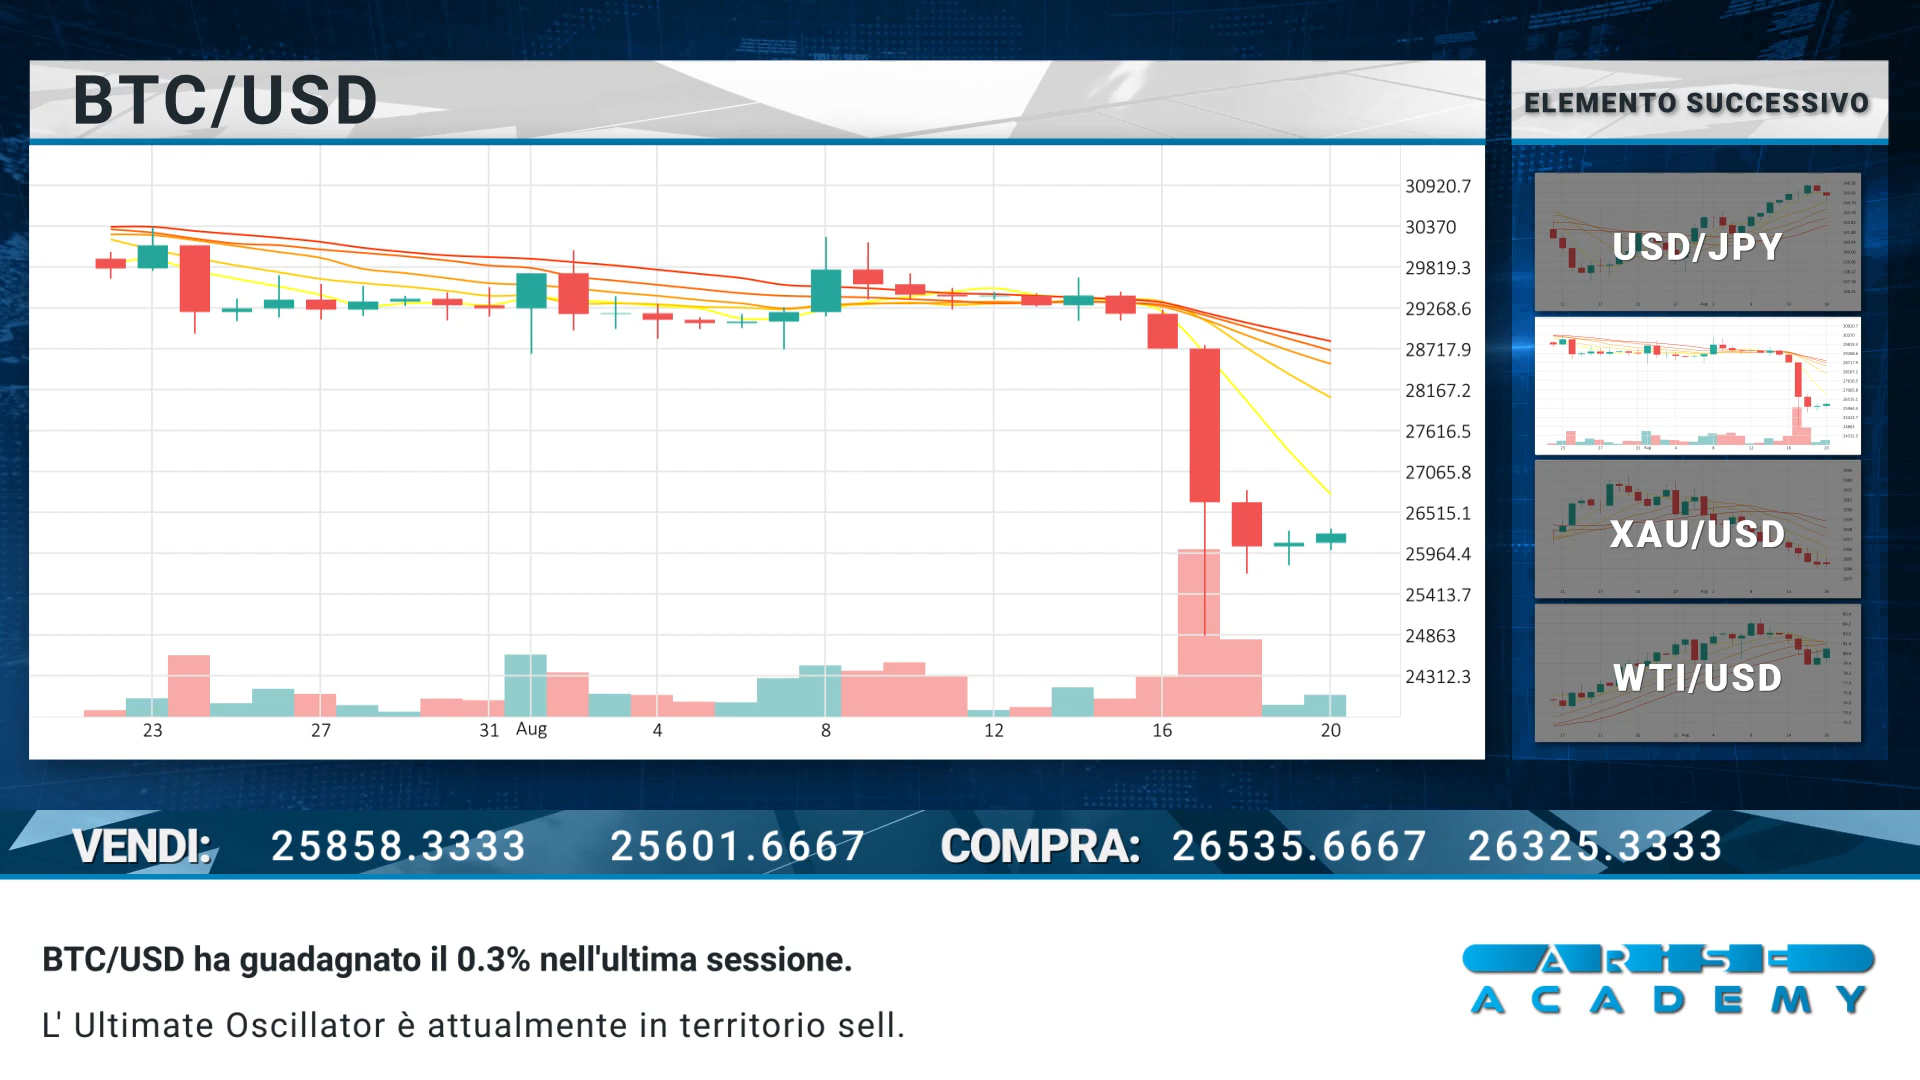 BTC/USD
ELEMENTO SUCCESSIVO
30920.7
30370
29819.3
29268.6
28717.9
28167.2
27616.5
27065.8
26515.1
25964.4
25413.7
24863
24312.3
23 27 31 Aug 4 8 12 16 20
USD/JPY
XAU/USD
WTI/USD
VENDI: 25858.3333 25601.6667 COMPRA: 26535.6667 26325.3333
BTC/USD ha guadagnato il 0.3% nell'ultima sessione.
L' Ultimate Oscillator è attualmente in territorio sell.
ARISE
ACADEMY